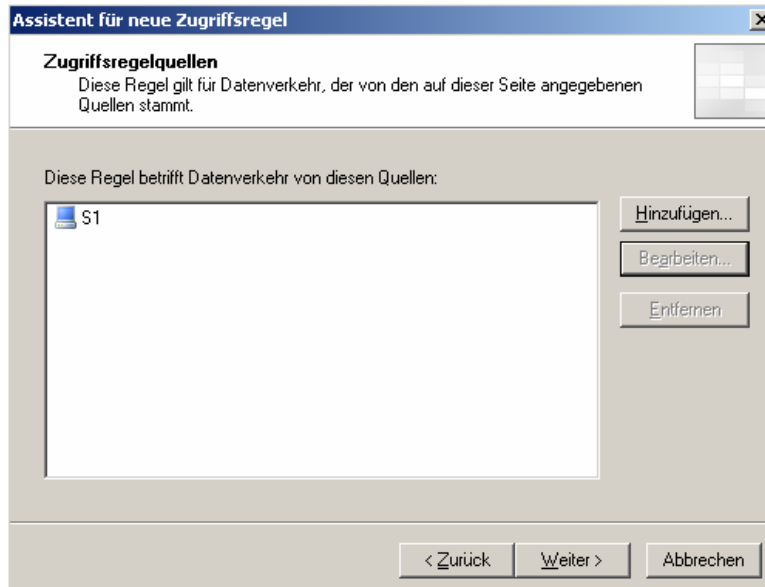 Assistent für neue Zugriffsregel
Zugriffsregelquellen
Diese Regel gilt für Datenverkehr, der von den auf dieser Seite angegebenen
Quellen stammt.
Diese Regel betrifft Datenverkehr von diesen Quellen:
S1
Hinzufügen...
Bearbeiten...
Entfernen
< Zurück
Weiter >
Abbrechen